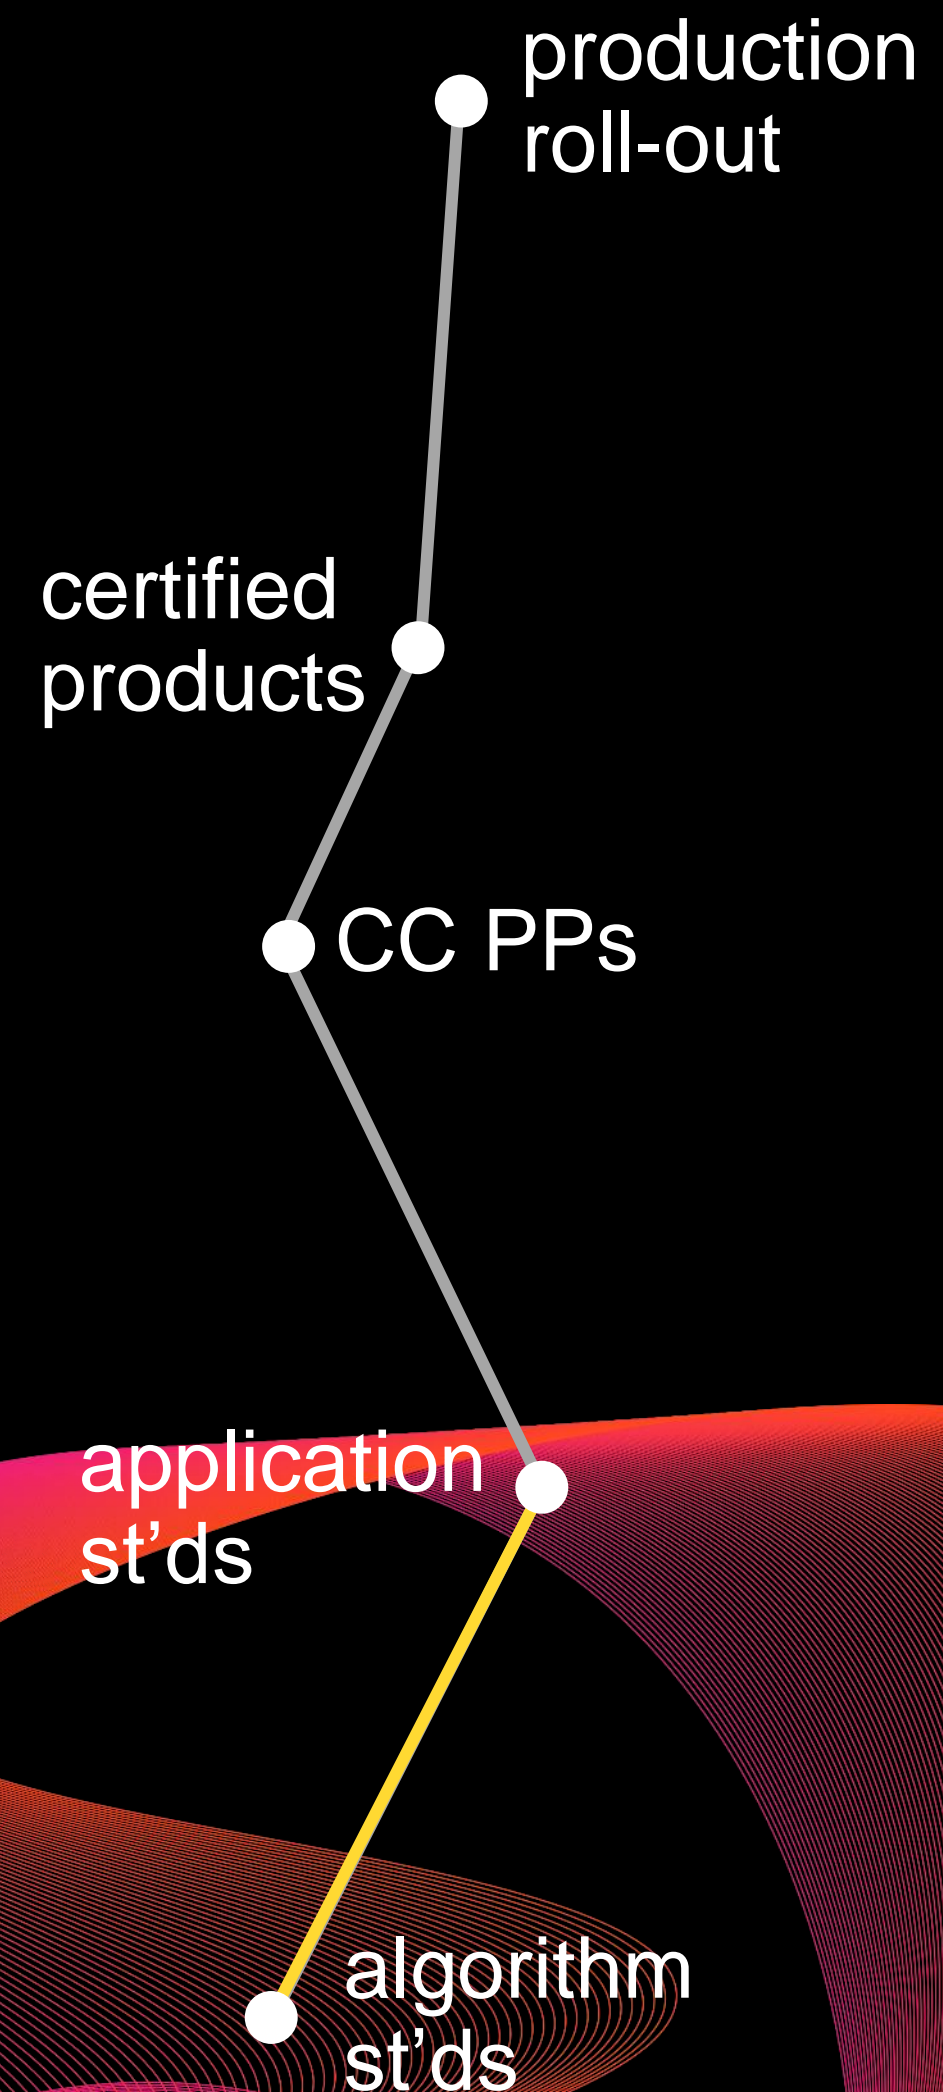 production
roll-out
certified
products
CC PPs
application
st’ds
algorithm
st’ds